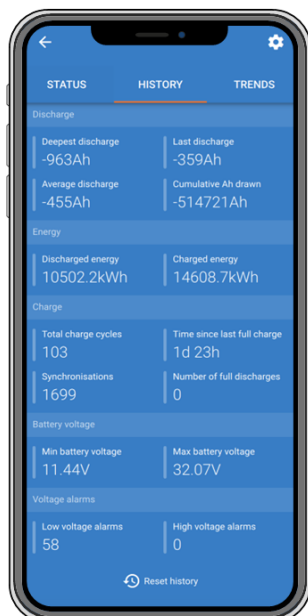 STATUS HISTORY TRENDS
Discharge
Deepest discharge Last discharge
-963Ah -359Ah
Average discharge Cumulative Ah drawn
-455Ah -514721Ah
Energy
Discharged energy Charged energy
10502.2kWh 14608.7kWh
Charge
Total charge cycles Time since last full charge
103 1d 23h
Synchronisations Number of full discharges
1699 0
Battery voltage
Min battery voltage Max battery voltage
11.44V 32.07V
Voltage alarms
Low voltage alarms High voltage alarms
58 0
Reset history